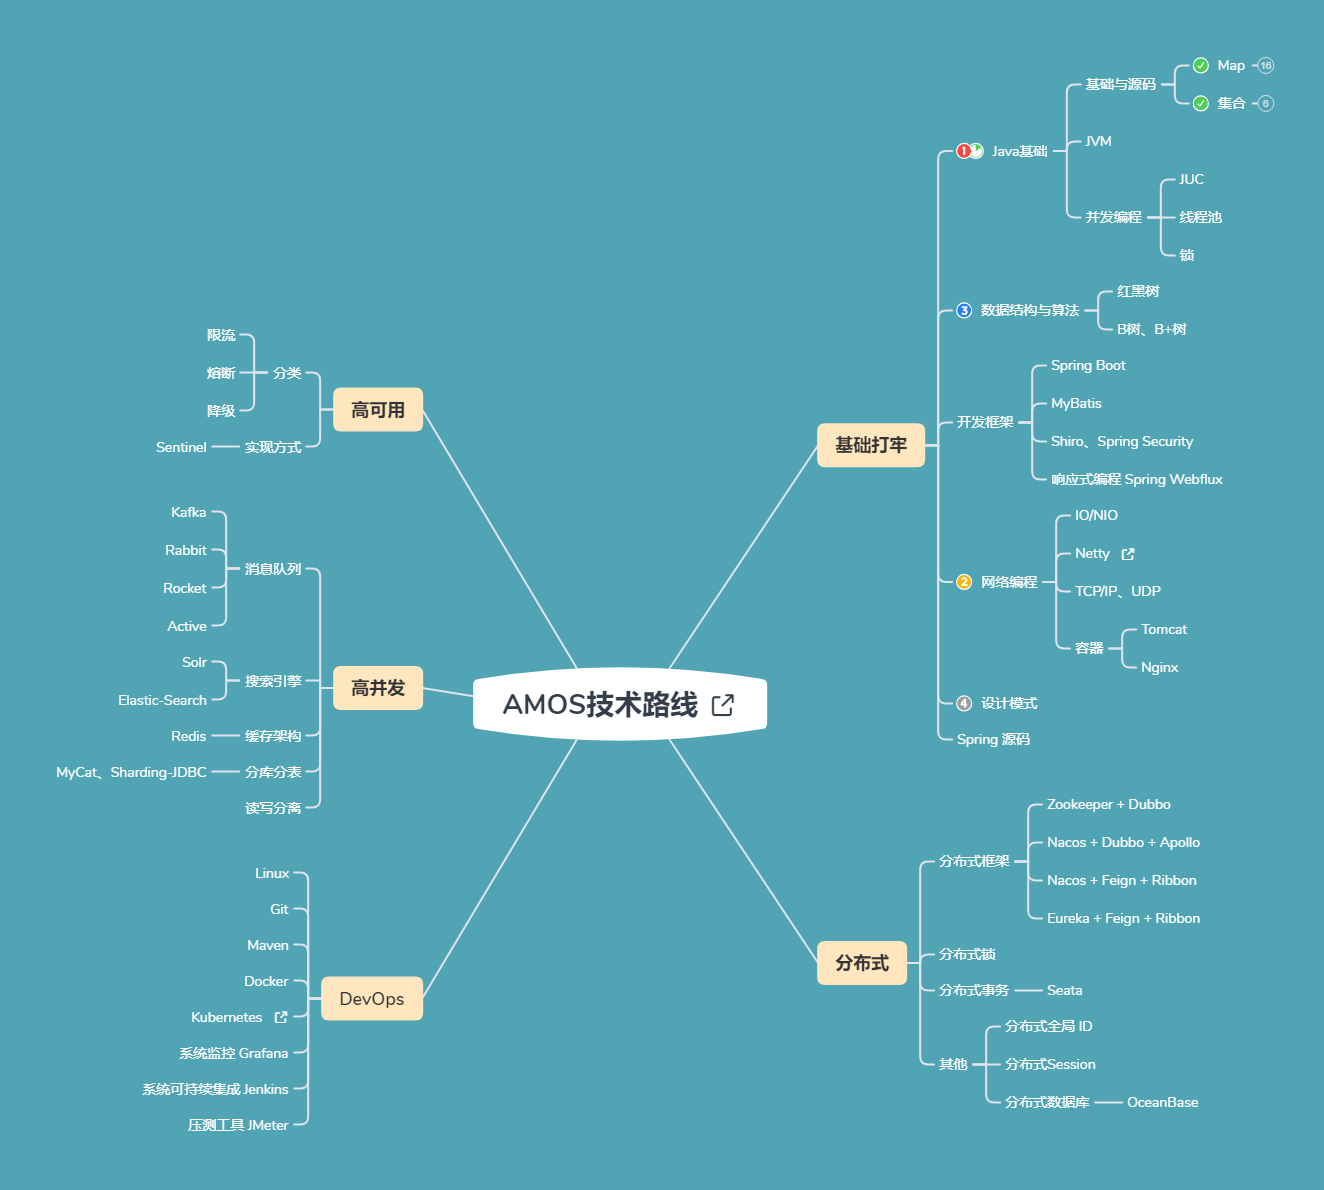 AMOS技术路线
基础打牢
1
Java基础
基础与源码
Map
16
集合
6
JVM
并发编程
JUC
线程池
锁
3
数据结构与算法
红黑树
B树、B+树
开发框架
Spring Boot
MyBatis
Shiro、Spring Security
响应式编程 Spring Webflux
2
网络编程
IO/NIO
Netty
TCP/IP、UDP
容器
Tomcat
Nginx
4
设计模式
Spring 源码
分布式
分布式框架
Zookeeper + Dubbo
Nacos + Dubbo + Apollo
Nacos + Feign + Ribbon
Eureka + Feign + Ribbon
分布式锁
分布式事务
Seata
其他
分布式全局 ID
分布式Session
分布式数据库
OceanBase
高可用
分类
限流
熔断
降级
实现方式
Sentinel
高并发
消息队列
Kafka
Rabbit
Rocket
Active
搜索引擎
Solr
Elastic-Search
缓存架构
Redis
分库分表
MyCat、Sharding-JDBC
读写分离
DevOps
Linux
Git
Maven
Docker
Kubernetes
系统监控 Grafana
系统可持续集成 Jenkins
压测工具 JMeter